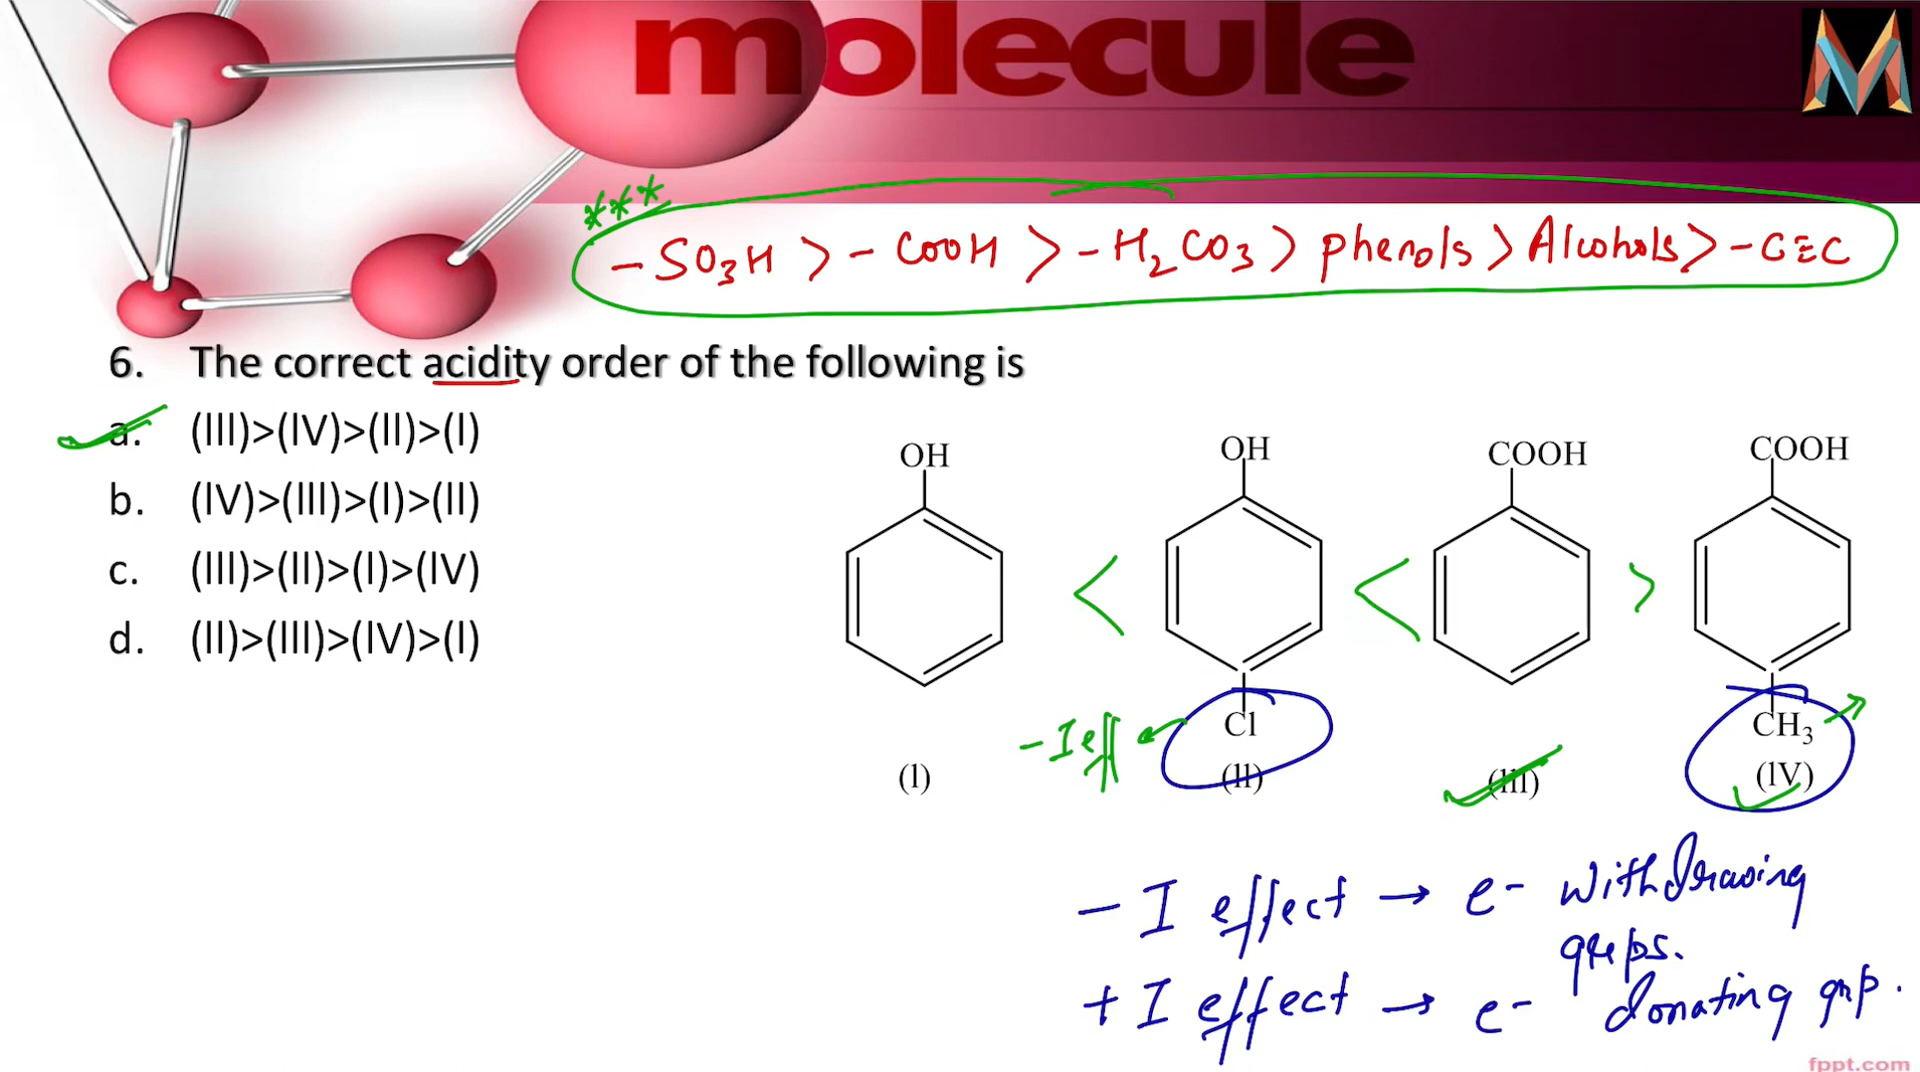 molecule
***
-SO3H > -COOH > -H2CO3 > phenols > Alcohols > -C≡C
6. The correct acidity order of the following is
a. (III)>(IV)>(II)>(I)
b. (IV)>(III)>(I)>(II)
c. (III)>(II)>(I)>(IV)
d. (II)>(III)>(IV)>(I)
OH OH COOH COOH
< < >
-I eff Cl CH3
(I) (II) (III) (IV)
- I effect → e- withdrawing
grps.
+ I effect → e- donating grp.
fppt.com